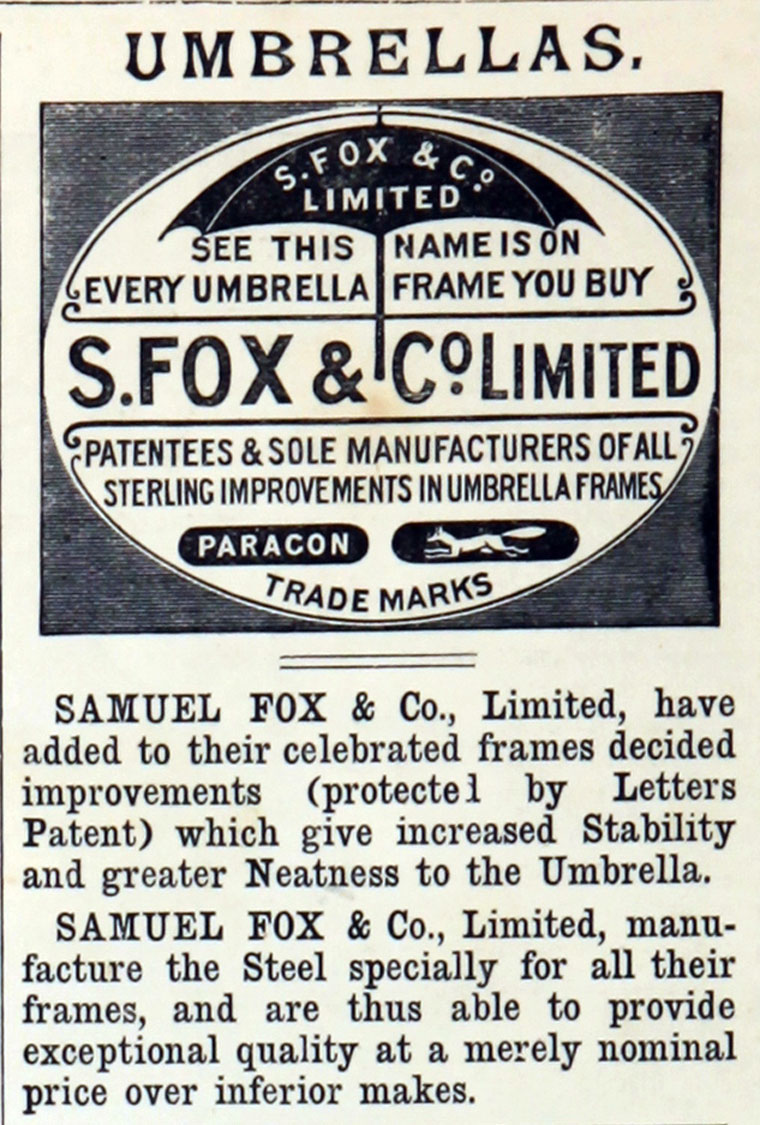 UMBRELLAS.
S. FOX & Co.
LIMITED
SEE THIS NAME IS ON
EVERY UMBRELLA FRAME YOU BUY
S. FOX & Co. LIMITED
PATENTEES & SOLE MANUFACTURERS OF ALL
STERLING IMPROVEMENTS IN UMBRELLA FRAMES
PARACON
TRADE MARKS
SAMUEL FOX & Co., Limited, have
added to their celebrated frames decided
improvements (protectel by Letters
Patent) which give increased Stability
and greater Neatness to the Umbrella.
SAMUEL FOX & Co., Limited, manu-
facture the Steel specially for all their
frames, and are thus able to provide
exceptional quality at a merely nominal
price over inferior makes.